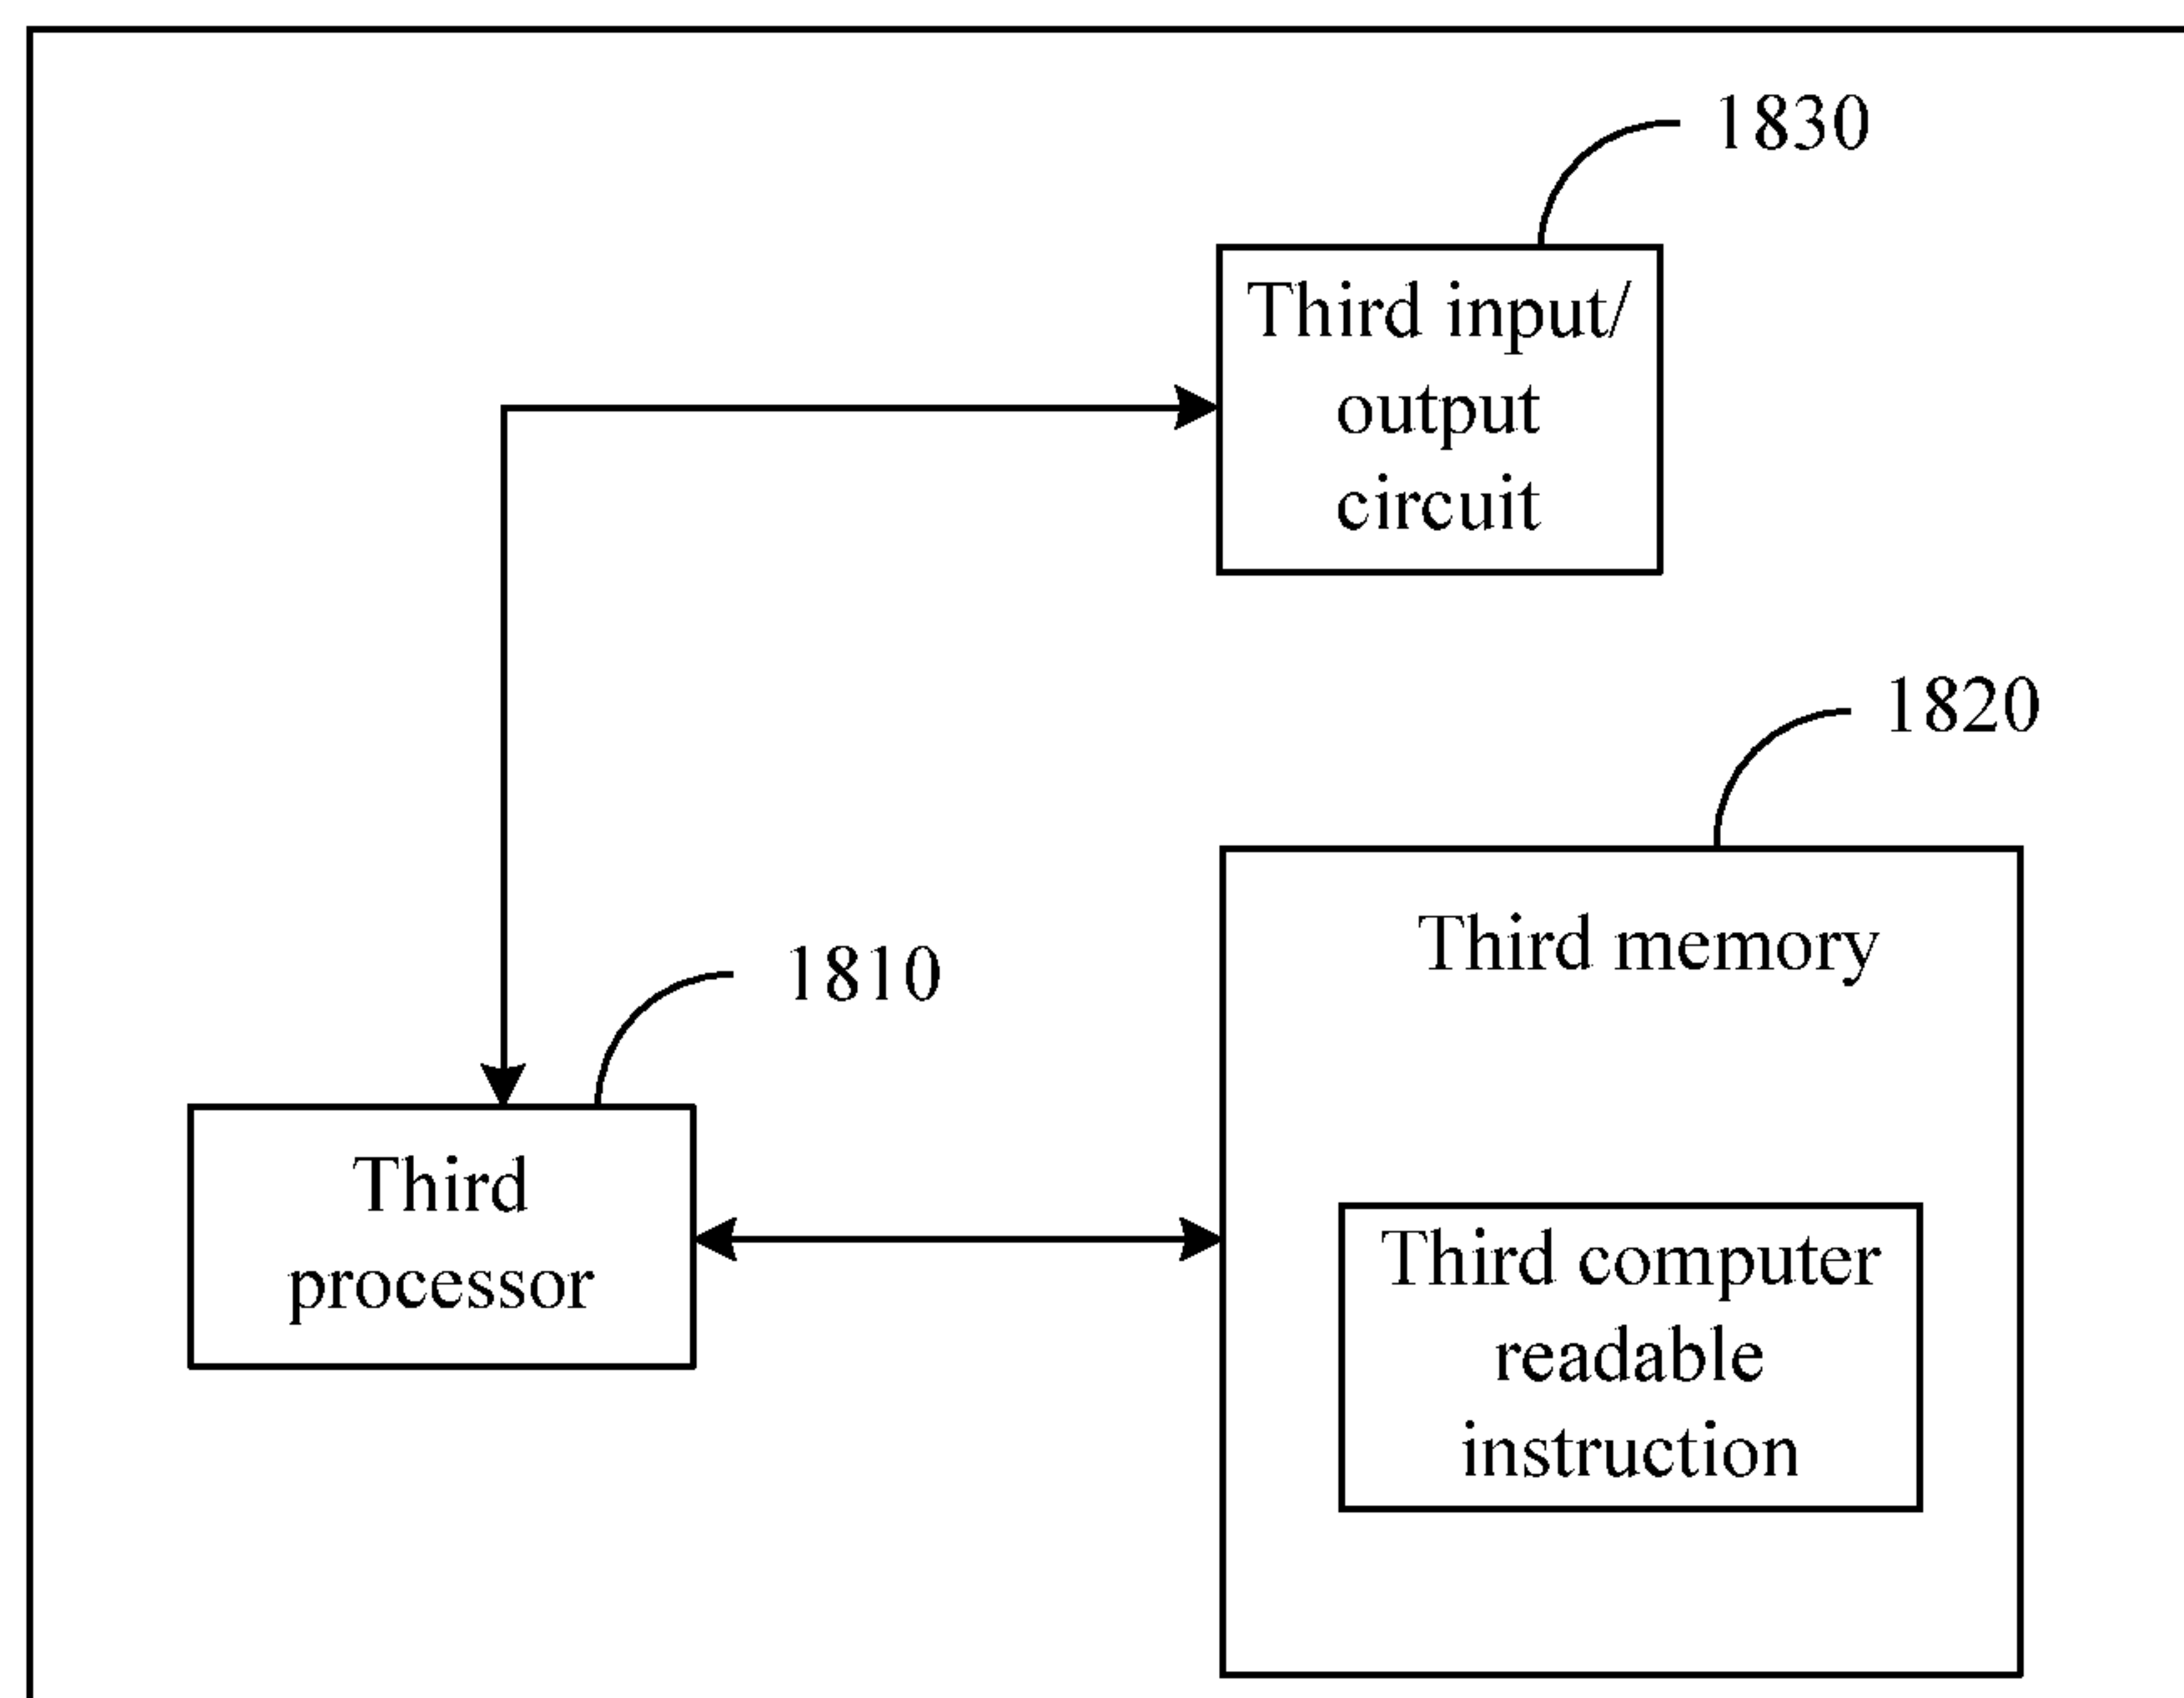 1830
Third input/
output
circuit
1820
Third memory
1810
Third
processor
Third computer
readable
instruction